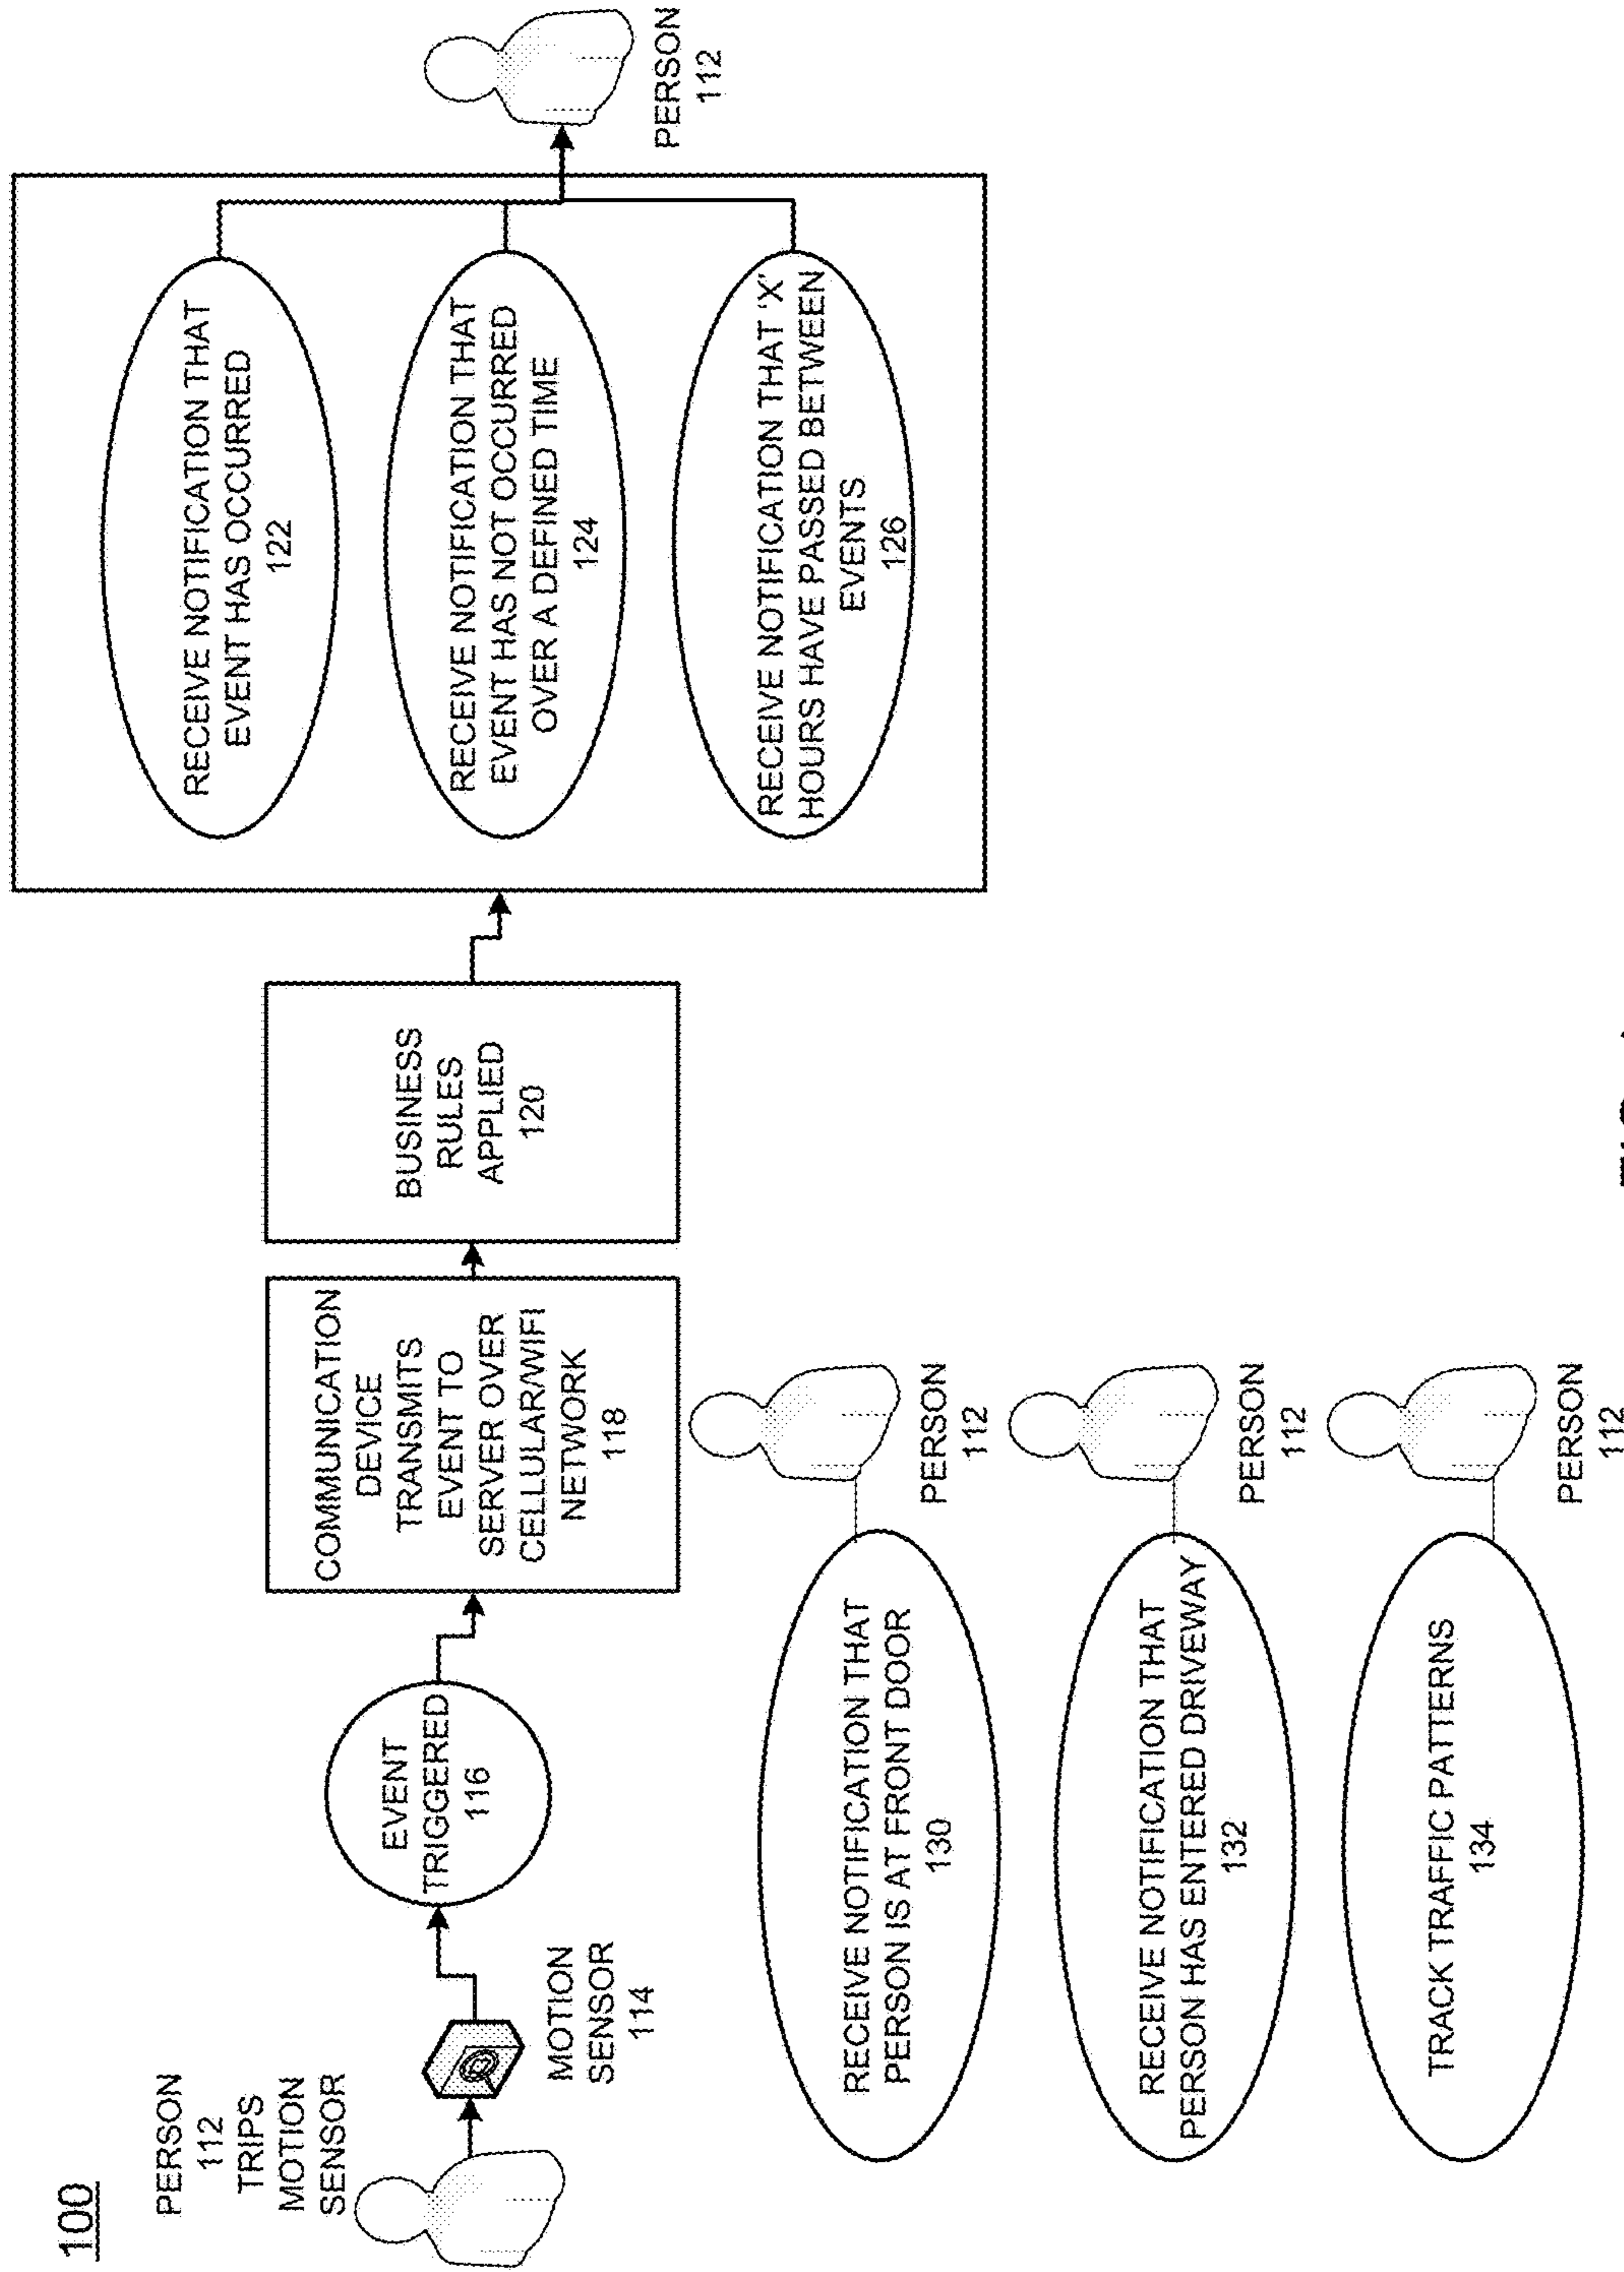 100
PERSON
112
TRIPS
MOTION
SENSOR
MOTION
SENSOR
114
EVENT
TRIGGERED
116
COMMUNICATION
DEVICE
TRANSMITS
EVENT TO
SERVER OVER
CELLULAR/WIFI
NETWORK
118
BUSINESS
RULES
APPLIED
120
RECEIVE NOTIFICATION THAT
EVENT HAS OCCURRED
122
RECEIVE NOTIFICATION THAT
EVENT HAS NOT OCCURRED
OVER A DEFINED TIME
124
RECEIVE NOTIFICATION THAT 'X'
HOURS HAVE PASSED BETWEEN
EVENTS
126
PERSON
112
RECEIVE NOTIFICATION THAT
PERSON IS AT FRONT DOOR
130
PERSON
112
RECEIVE NOTIFICATION THAT
PERSON HAS ENTERED DRIVEWAY
132
PERSON
112
TRACK TRAFFIC PATTERNS
134
PERSON
112